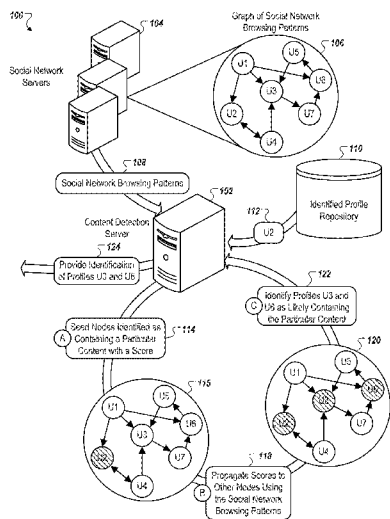 100
104
Social Network
Servers
Graph of Social Network
Browsing Patterns
106
U1
U5
U3
U6
U2
U7
U4
108
Social Network Browsing Patterns
102
Content Detection
Server
110
Identified Profile
Repository
112
U2
124
Provide Identification
of Profiles U3 and U6
122
C
Identify Profiles U3 and
U6 as Likely Containing
the Particular Content
114
A
Seed Nodes Identified as
Containing a Particular
Content with a Score
120
U1
U5
U3
U6
U2
U7
U4
U1
U5
U3
U6
U2
U7
U4
118
B
Propagate Scores to
Other Nodes Using
the Social Network
Browsing Patterns